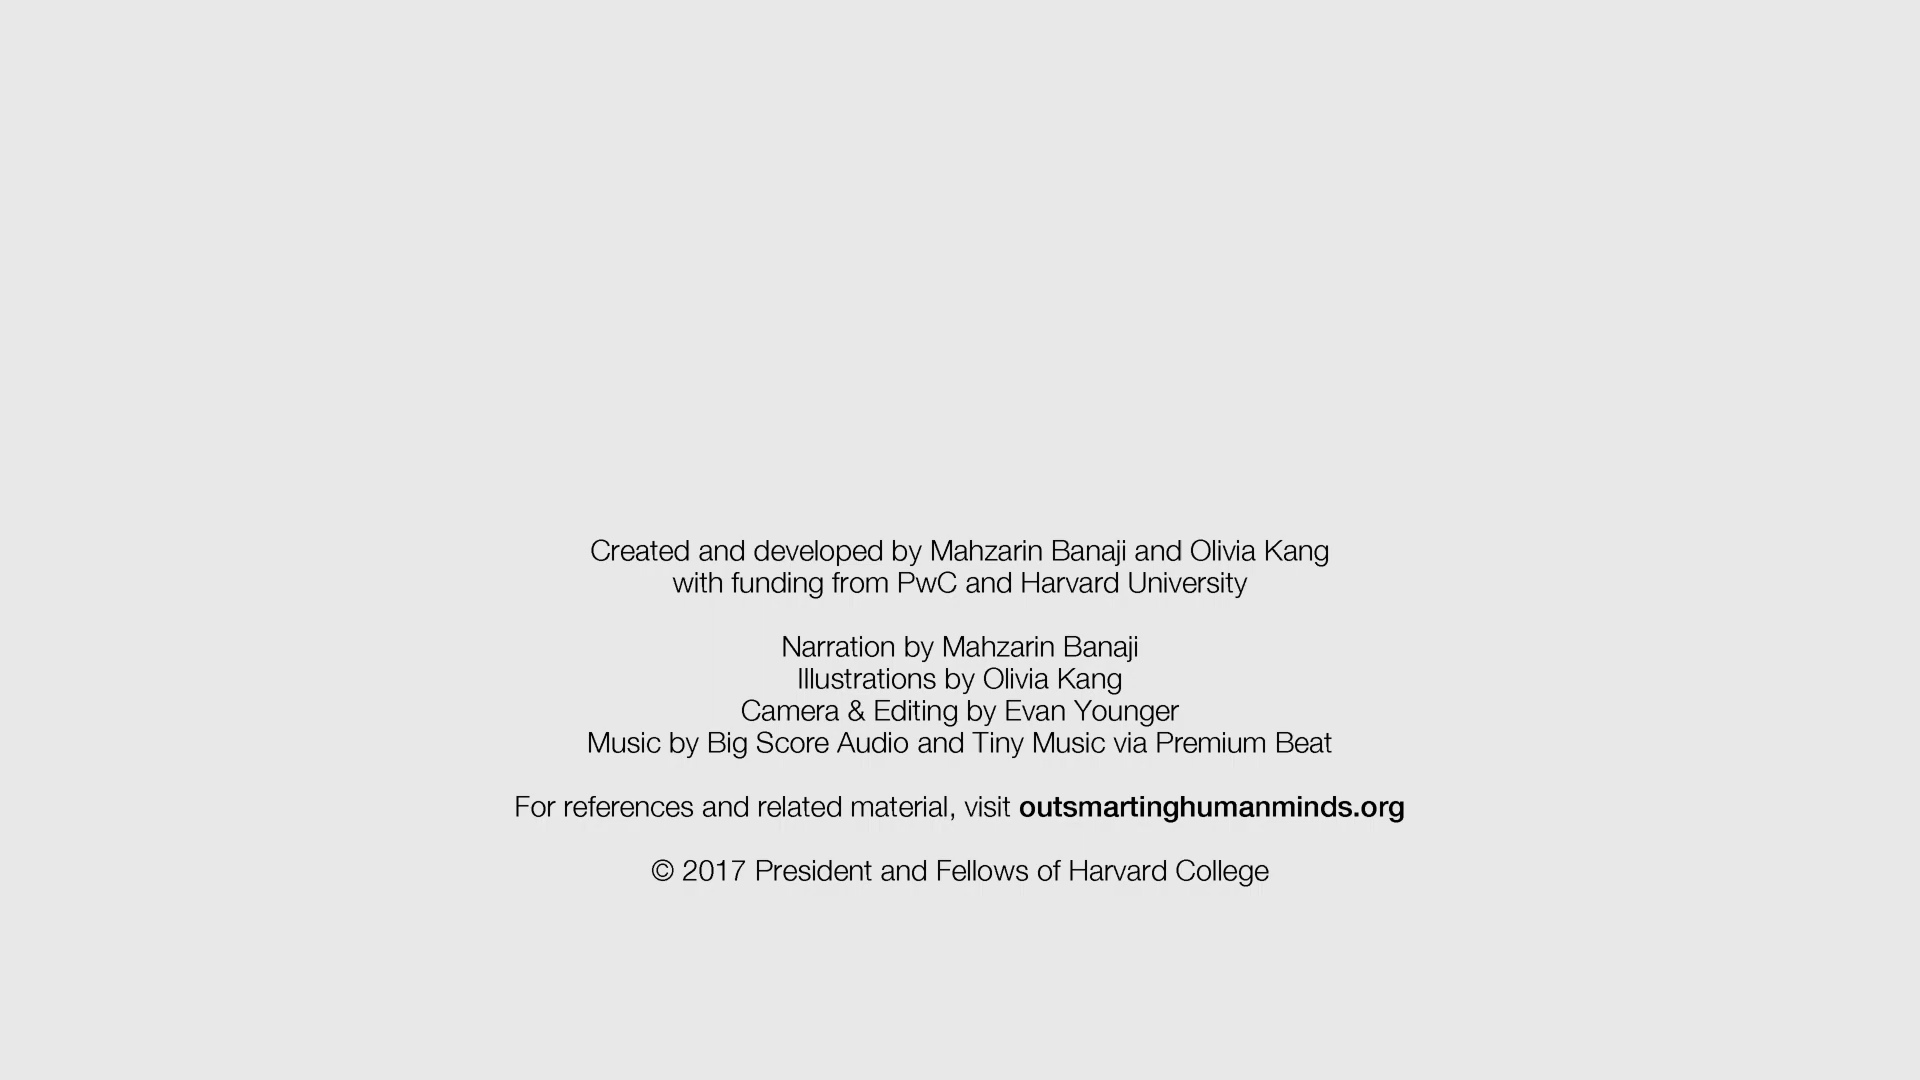 Created and developed by Mahzarin Banaji and Olivia Kang
with funding from PwC and Harvard University
Narration by Mahzarin Banaji
Illustrations by Olivia Kang
Camera & Editing by Evan Younger
Music by Big Score Audio and Tiny Music via Premium Beat
For references and related material, visit outsmartinghumanminds.org
© 2017 President and Fellows of Harvard College